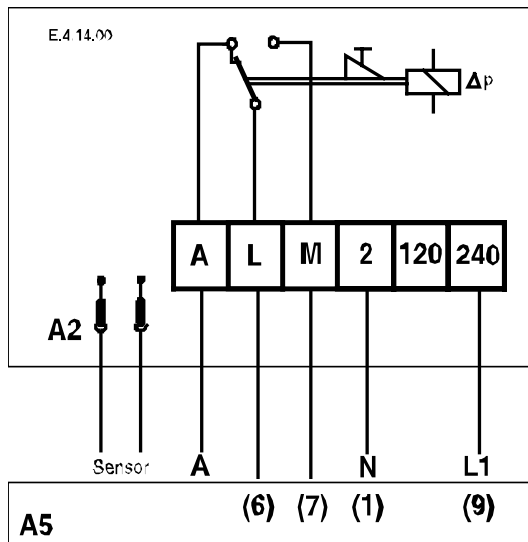 E.4.14.00
Δp
A L M 2 120 240
A2
Sensor A N L1
(6) (7) (1) (9)
A5